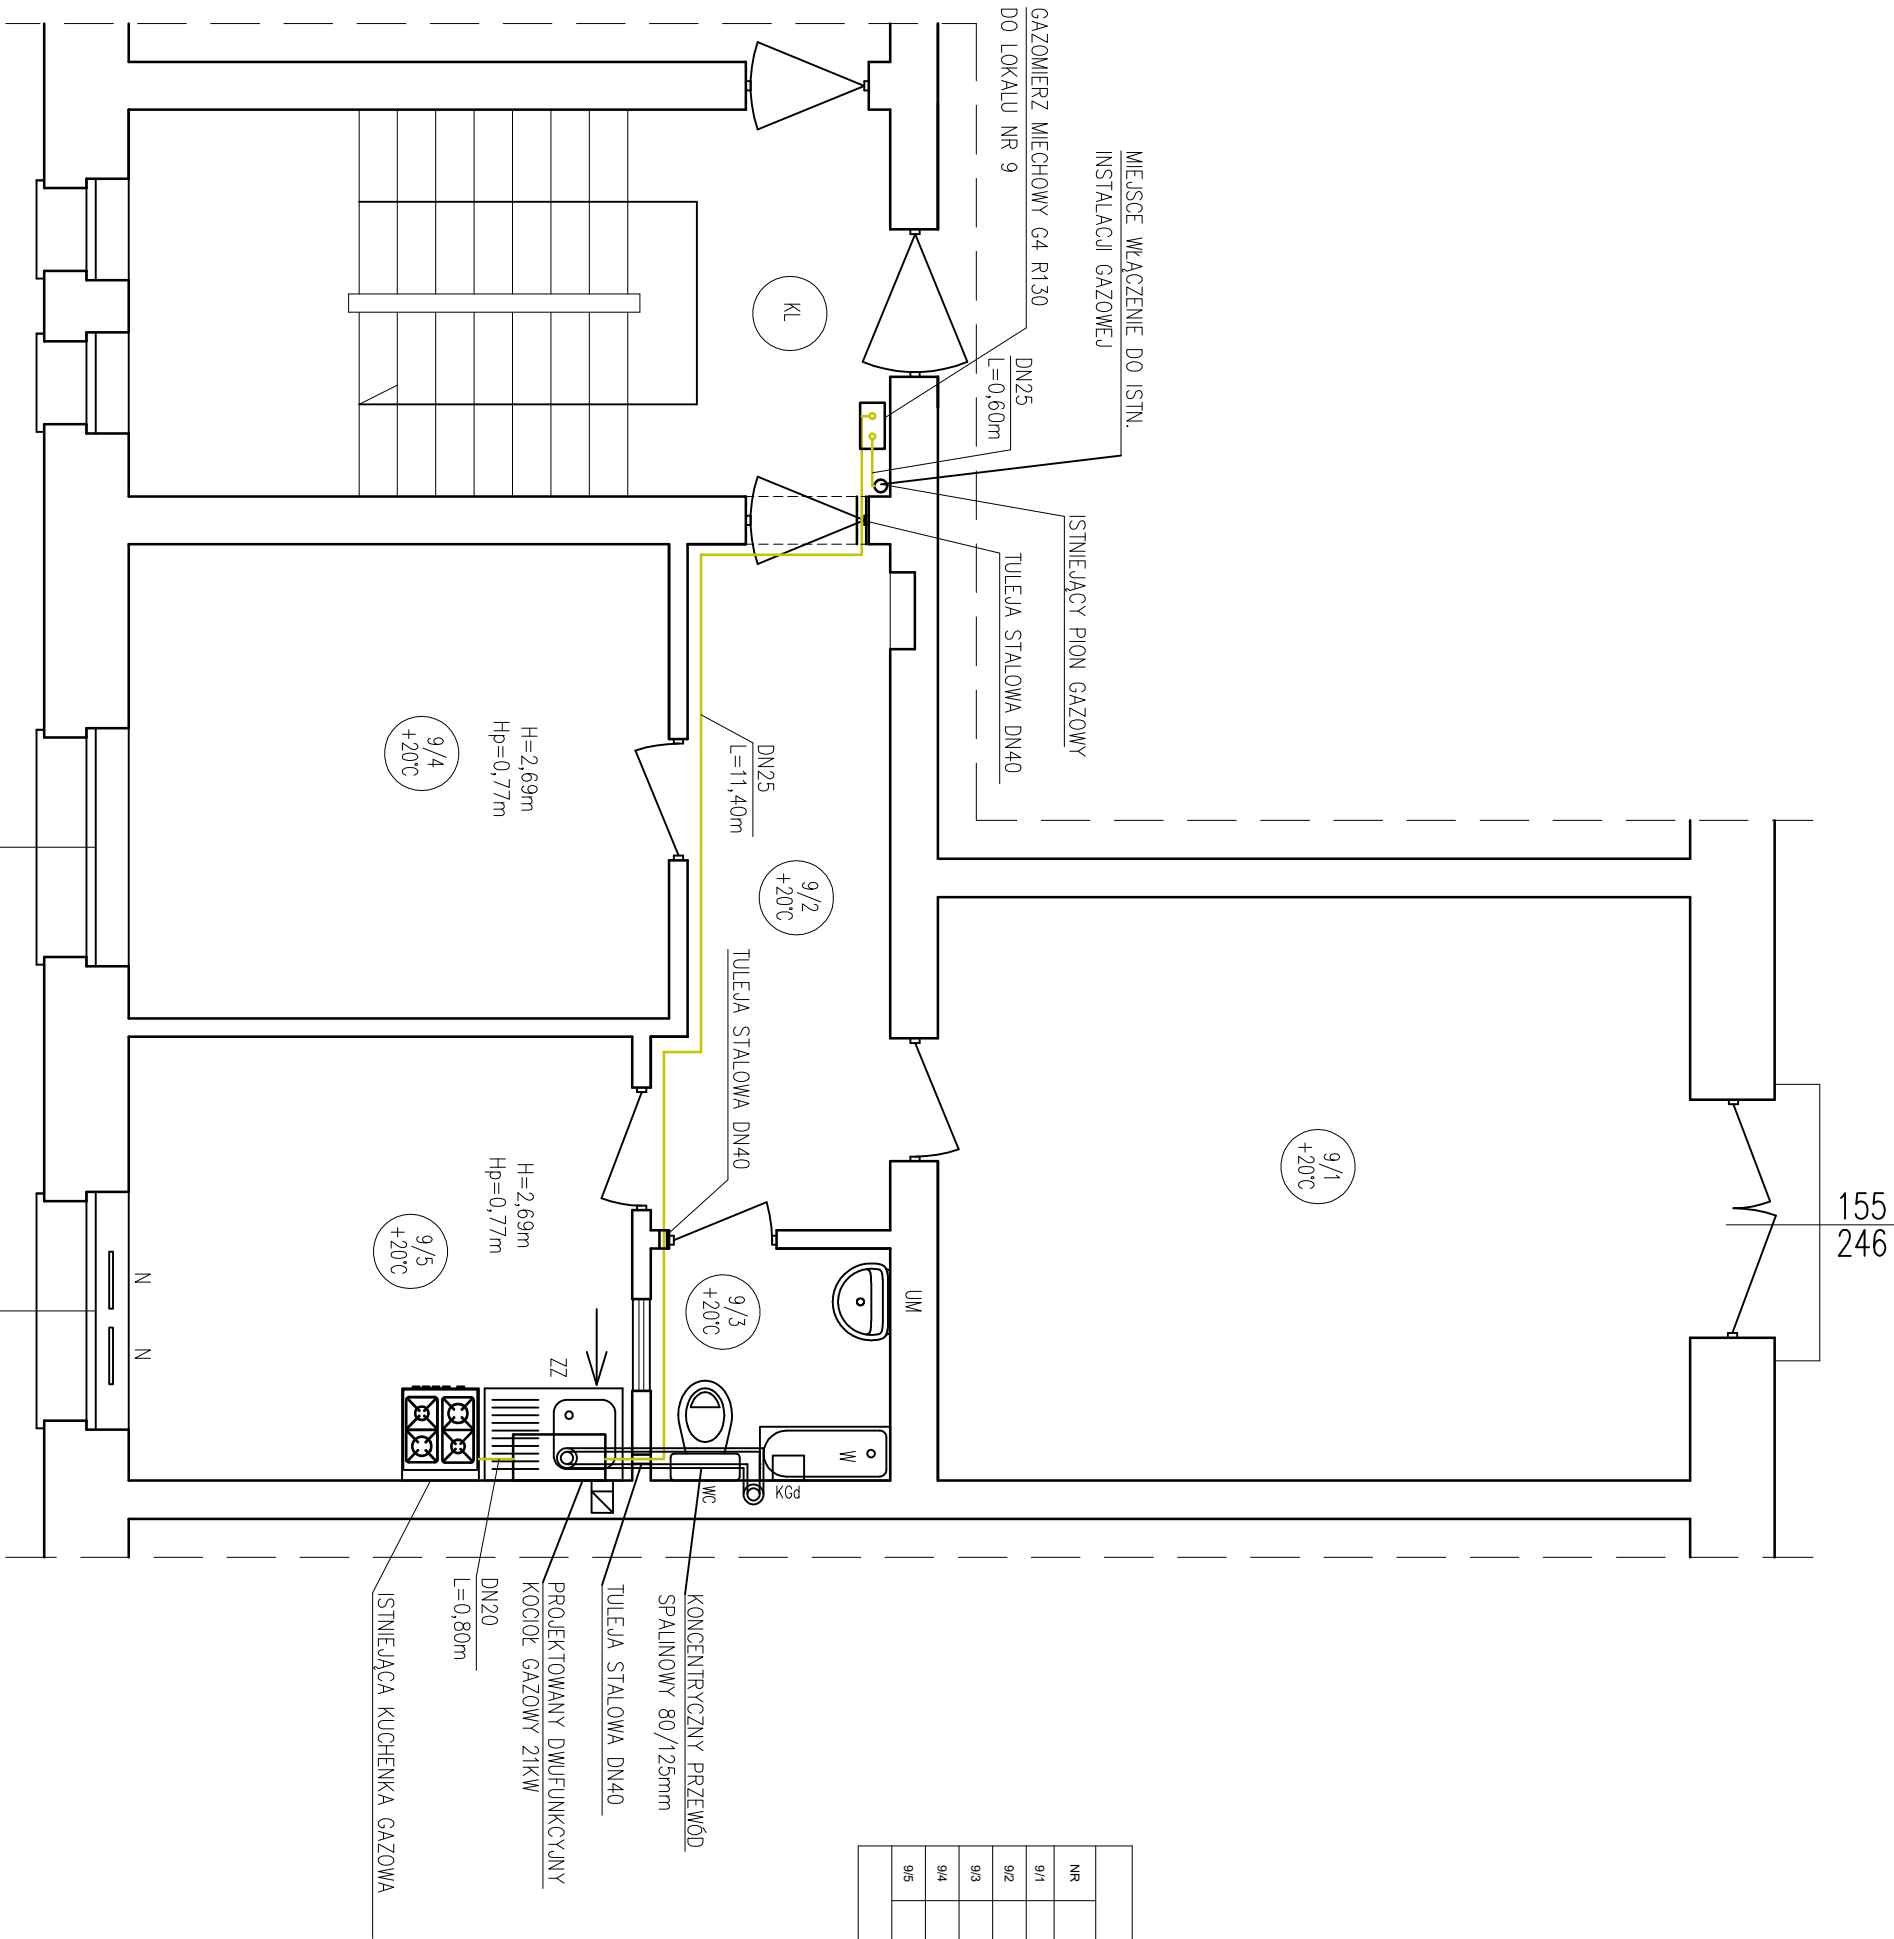 GAZOMIERZ MIECHOWY G4 R130
DO LOKALU NR 9
MIEJSCE WŁĄCZENIE DO ISTN.
INSTALACJI GAZOWEJ
DN25
L=0,60m
KL
ISTNIEJĄCY PION GAZOWY
TULEJA STALOWA DN40
DN25
L=11,40m
H=2,69m
Hp=0,77m
9/4
+20°C
9/2
+20°C
TULEJA STALOWA DN40
9/1
+20°C
155
246
H=2,69m
Hp=0,77m
9/5
+20°C
9/3
+20°C
UM
N
N
ZZ
W
WC
KGd
KONCENTRYCZNY PRZEWÓD
SPALINOWY 80/125mm
TULEJA STALOWA DN40
PROJEKTOWANY DWUFUNKCYJNY
KOCIOŁ GAZOWY 21KW
DN20
L=0,80m
ISTNIEJĄCA KUCHENKA GAZOWA
NR
9/1
9/2
9/3
9/4
9/5